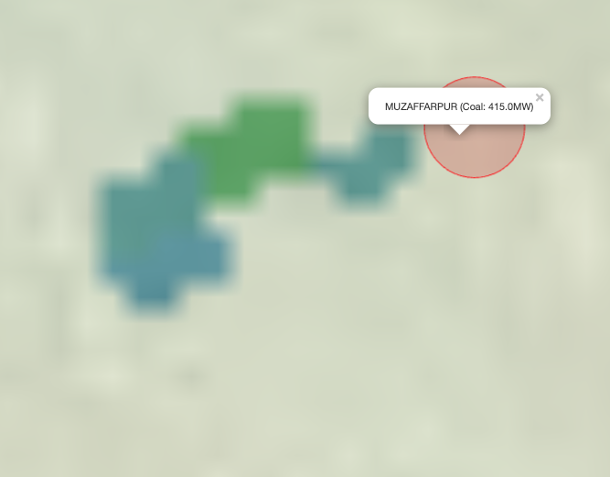 MUZAFFARPUR (Coal: 415.0MW)
×